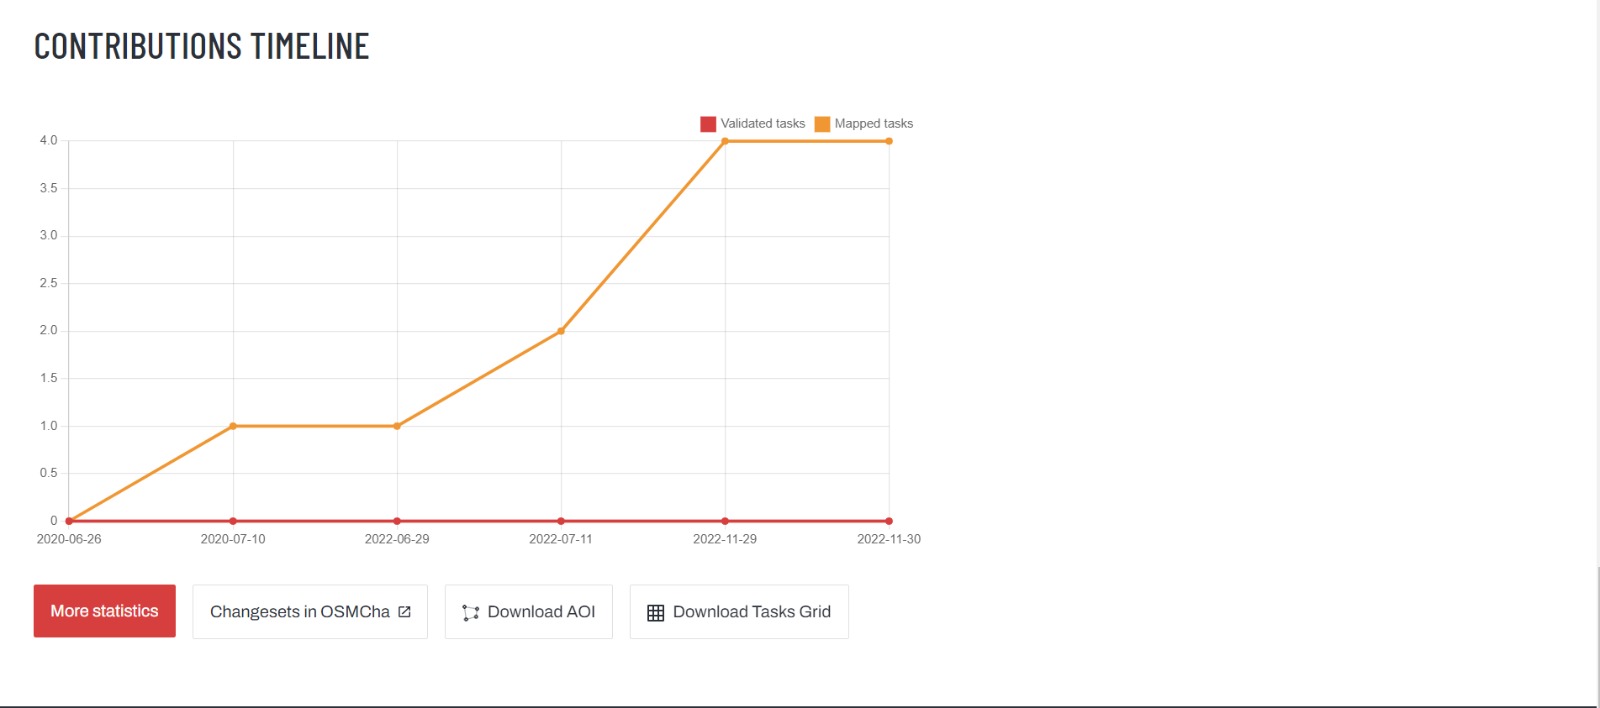 CONTRIBUTIONS TIMELINE
Validated tasks Mapped tasks
4.0
3.5
3.0
2.5
2.0
1.5
1.0
0.5
0
2020-06-26 2020-07-10 2022-06-29 2022-07-11 2022-11-29 2022-11-30
More statistics Changesets in OSMCha Download AOI Download Tasks Grid